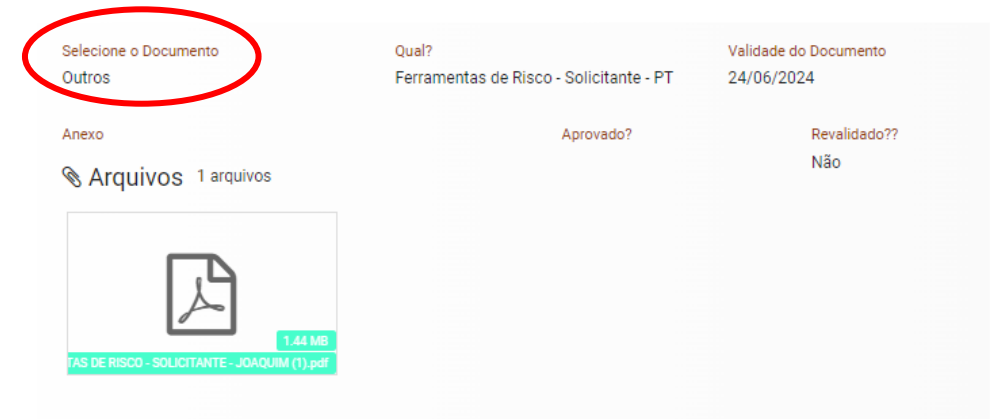 Selecione o Documento
Outros
Qual?
Ferramentas de Risco - Solicitante - PT
Validade do Documento
24/06/2024
Anexo
Aprovado?
Revalidado??
Não
Arquivos 1 arquivos
1.44 MB
TAS DE RISCO - SOLICITANTE - JOAQUIM (1).pdf